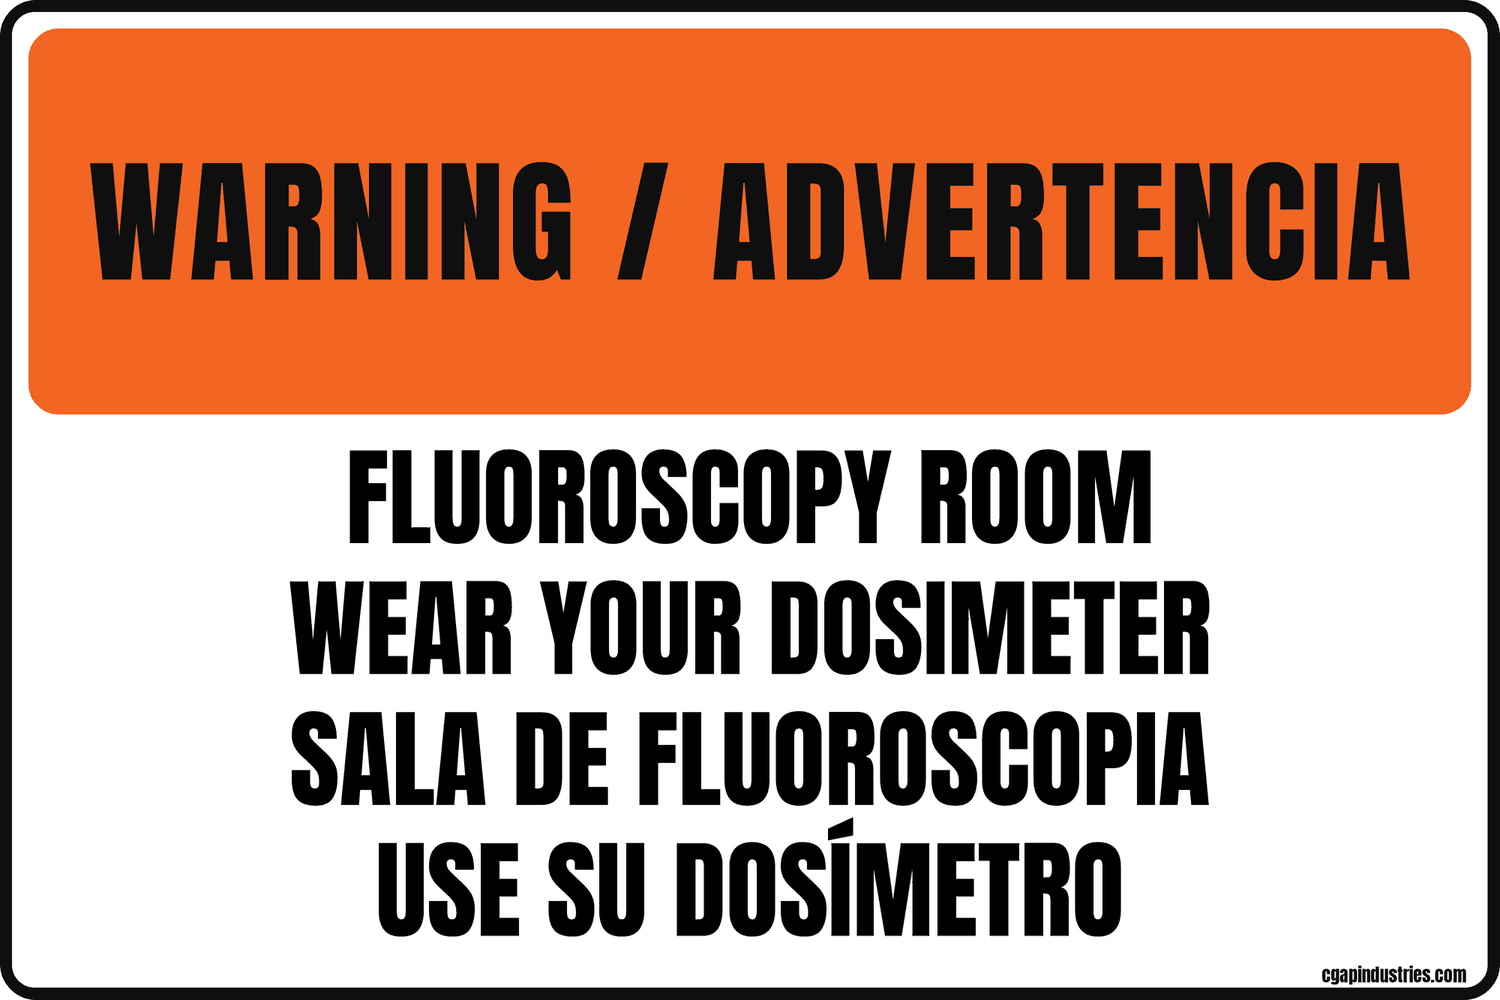 WARNING / ADVERTENCIA
FLUOROSCOPY ROOM
WEAR YOUR DOSIMETER
SALA DE FLUOROSCOPIA
USE SU DOSÍMETRO
cgapindustries.com